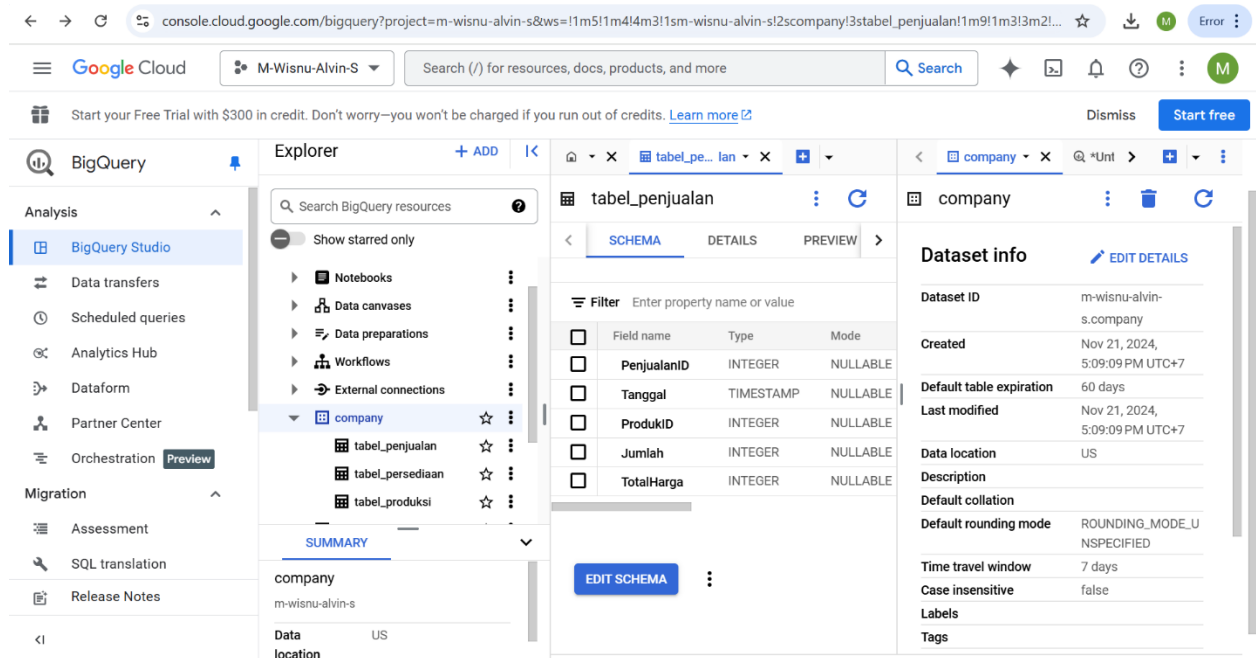 console.cloud.google.com/bigquery?project=m-wisnu-alvin-s&ws=!1m5!1m4!4m3!1sm-wisnu-alvin-s!2scompany!3stabel_penjualan!1m9!1m3!3m2!...
M
Error
Google Cloud
M-Wisnu-Alvin-S
Search (/) for resources, docs, products, and more
Search
M
Start your Free Trial with $300 in credit. Don't worry—you won't be charged if you run out of credits. Learn more
Dismiss
Start free
BigQuery
Analysis
BigQuery Studio
Data transfers
Scheduled queries
Analytics Hub
Dataform
Partner Center
Orchestration Preview
Migration
Assessment
SQL translation
Release Notes
Explorer
+ ADD
Search BigQuery resources
Show starred only
Notebooks
Data canvases
Data preparations
Workflows
External connections
company
tabel_penjualan
tabel_persediaan
tabel_produksi
SUMMARY
company
m-wisnu-alvin-s
Data location US
tabel_pe... lan
tabel_penjualan
SCHEMA DETAILS PREVIEW
Filter Enter property name or value
Field name Type Mode
PenjualanID INTEGER NULLABLE
Tanggal TIMESTAMP NULLABLE
ProdukID INTEGER NULLABLE
Jumlah INTEGER NULLABLE
TotalHarga INTEGER NULLABLE
EDIT SCHEMA
company
*Unt
company
Dataset info
EDIT DETAILS
Dataset ID m-wisnu-alvin-
s.company
Created Nov 21, 2024,
5:09:09 PM UTC+7
Default table expiration 60 days
Last modified Nov 21, 2024,
5:09:09 PM UTC+7
Data location US
Description
Default collation
Default rounding mode ROUNDING_MODE_U
NSPECIFIED
Time travel window 7 days
Case insensitive false
Labels
Tags